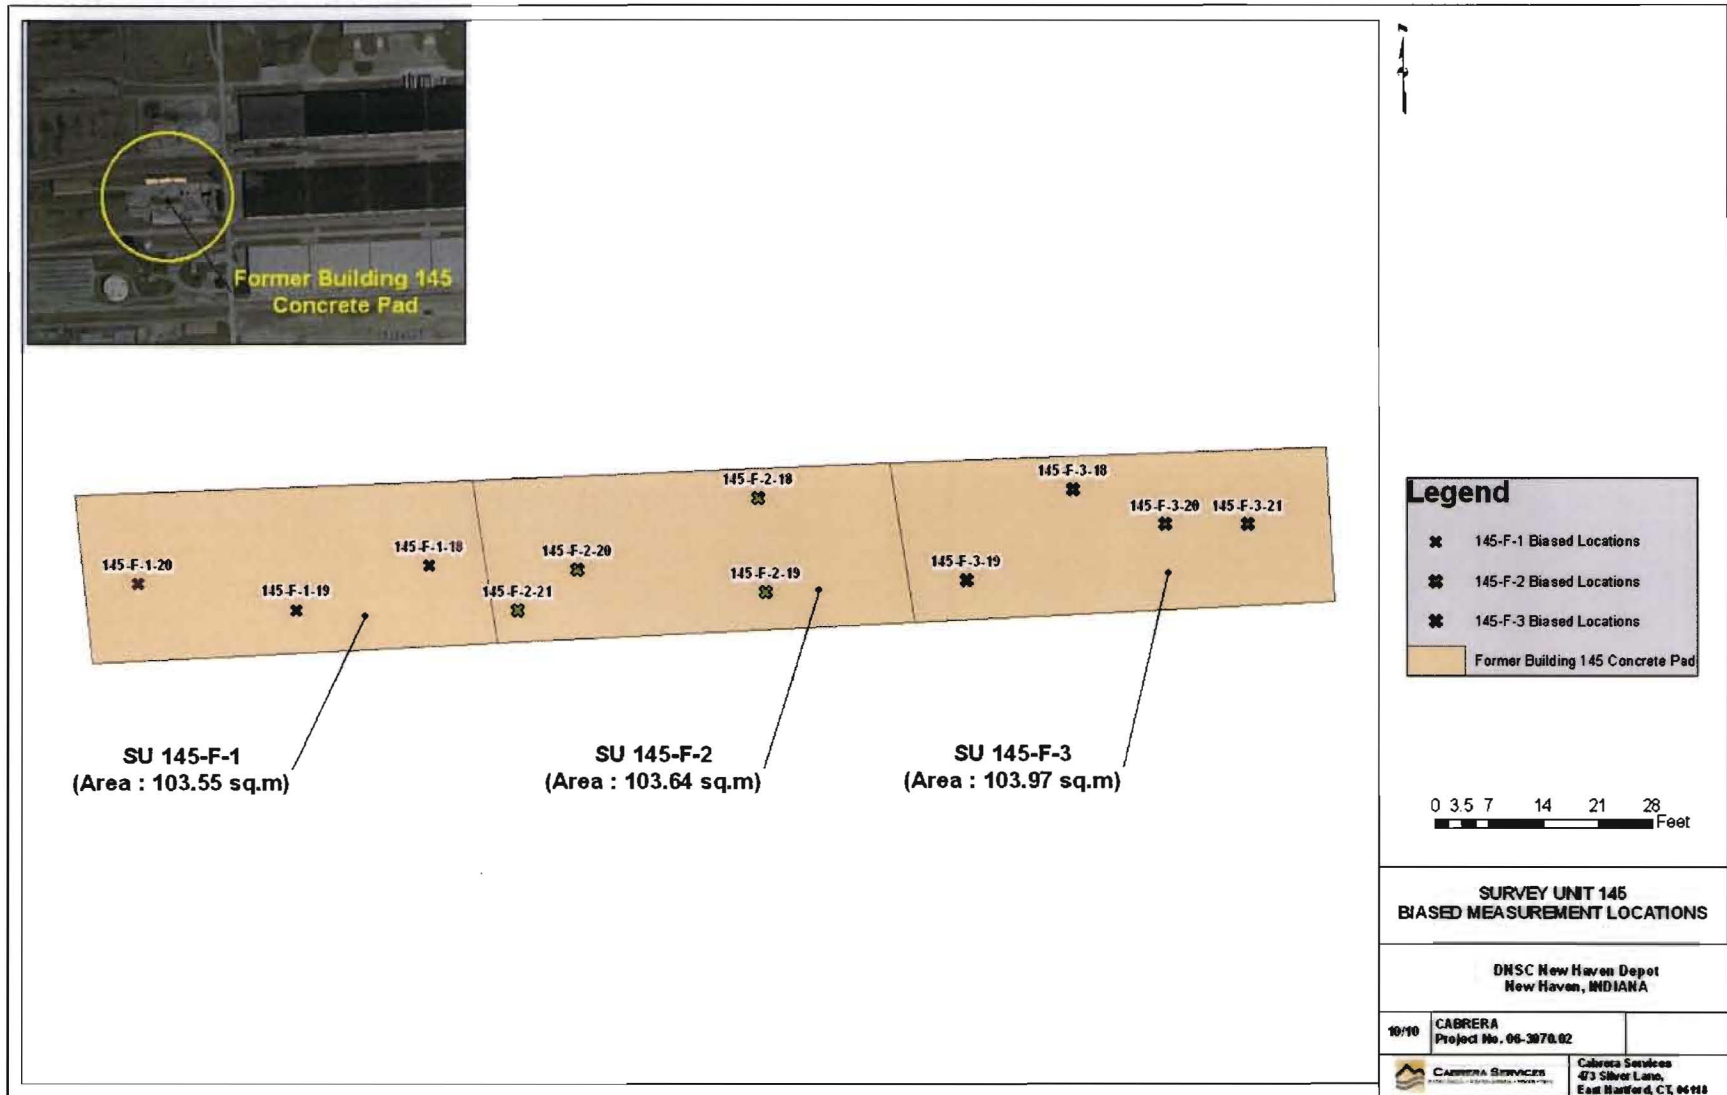 Former Building 145
Concrete Pad
145-F-2-18
145-F-3-18
145-F-3-20 145-F-3-21
145-F-1-20
145-F-1-18
145-F-2-20
145-F-1-19
145-F-2-21
145-F-2-19
145-F-3-19
SU 145-F-1
(Area : 103.55 sq.m)
SU 145-F-2
(Area : 103.64 sq.m)
SU 145-F-3
(Area : 103.97 sq.m)
Legend
145-F-1 Biased Locations
145-F-2 Biased Locations
145-F-3 Biased Locations
Former Building 145 Concrete Pad
0 3.5 7 14 21 28
Feet
SURVEY UNIT 145
BIASED MEASUREMENT LOCATIONS
DNSC New Haven Depot
New Haven, INDIANA
10/10
CABRERA
Project No. 06-3070.02
CABRERA SERVICES
Cabrera Services
473 Silver Lane,
East Hartford, CT, 06118